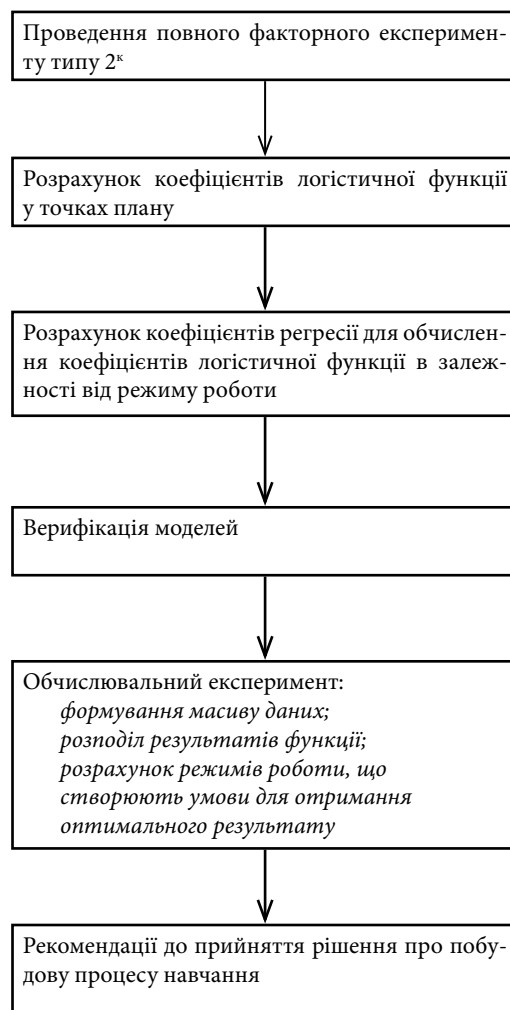 Проведення повного факторного експеримен-
ту типу 2ᵏ
Розрахунок коефіцієнтів логістичної функції
у точках плану
Розрахунок коефіцієнтів регресії для обчислен-
ня коефіцієнтів логістичної функції в залеж-
ності від режиму роботи
Верифікація моделей
Обчислювальний експеримент:
формування масиву даних;
розподіл результатів функції;
розрахунок режимів роботи, що
створюють умови для отримання
оптимального результату
Рекомендації до прийняття рішення про побу-
дову процесу навчання